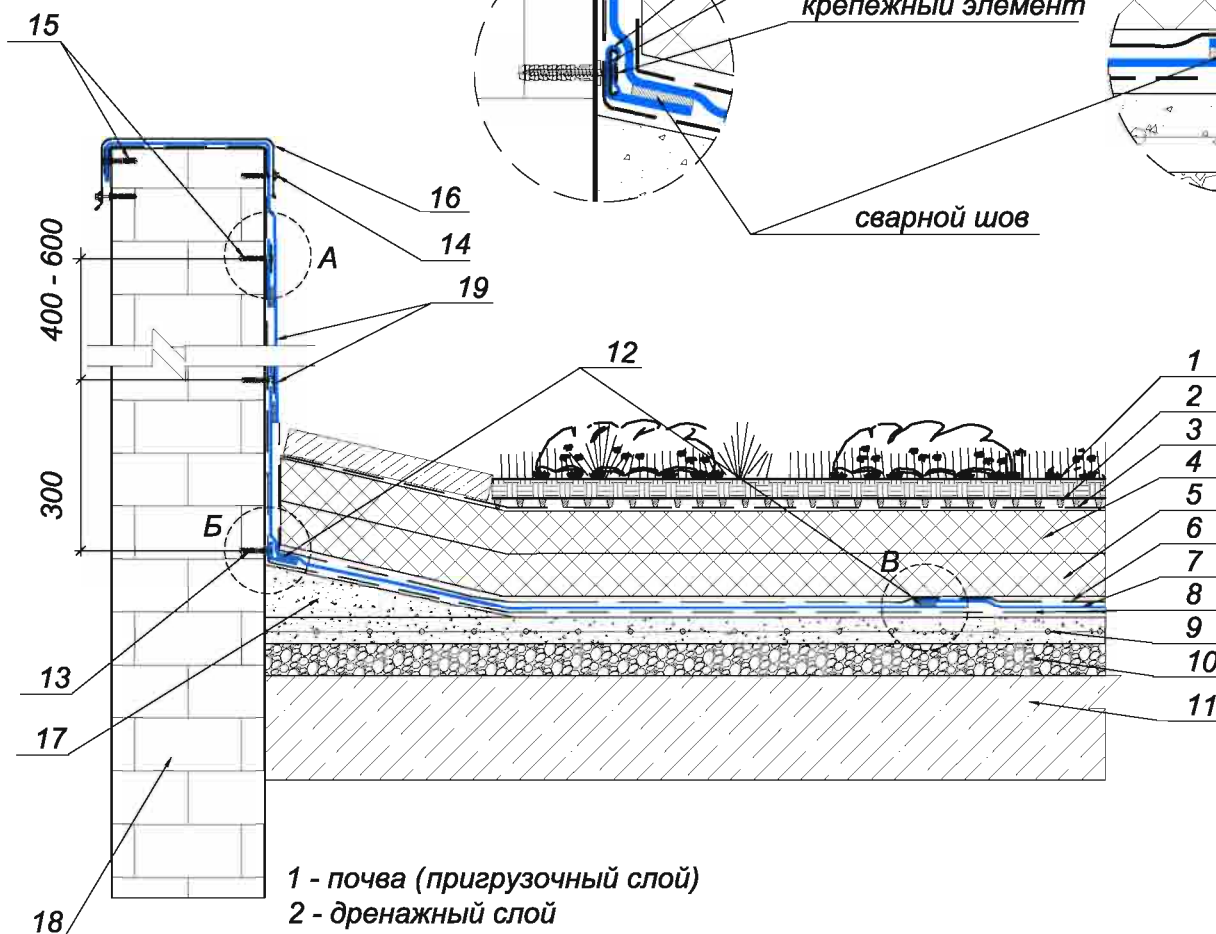 крепежный элемент
15
сварной шов
16
14
А
19
400 - 600
12
1
2
3
4
5
6
7
8
9
10
11
300
Б
В
13
17
18
1 - почва (пригрузочный слой)
2 - дренажный слой